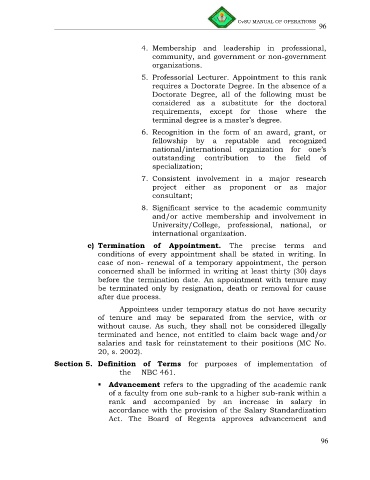 CvSU MANUAL OF OPERATIONS
96
4. Membership and leadership in professional,
community, and government or non-government
organizations.
5. Professorial Lecturer. Appointment to this rank
requires a Doctorate Degree. In the absence of a
Doctorate Degree, all of the following must be
considered as a substitute for the doctoral
requirements, except for those where the
terminal degree is a master's degree.
6. Recognition in the form of an award, grant, or
fellowship by a reputable and recognized
national/international organization for one's
outstanding contribution to the field of
specialization;
7. Consistent involvement in a major research
project either as proponent or as major
consultant;
8. Significant service to the academic community
and/or active membership and involvement in
University/College, professional, national, or
international organization.
c) Termination of Appointment. The precise terms and
conditions of every appointment shall be stated in writing. In
case of non- renewal of a temporary appointment, the person
concerned shall be informed in writing at least thirty (30) days
before the termination date. An appointment with tenure may
be terminated only by resignation, death or removal for cause
after due process.
Appointees under temporary status do not have security
of tenure and may be separated from the service, with or
without cause. As such, they shall not be considered illegally
terminated and hence, not entitled to claim back wage and/or
salaries and task for reinstatement to their positions (MC No.
20, s. 2002).
Section 5. Definition of Terms for purposes of implementation of
the NBC 461.
• Advancement refers to the upgrading of the academic rank
of a faculty from one sub-rank to a higher sub-rank within a
rank and accompanied by an increase in salary in
accordance with the provision of the Salary Standardization
Act. The Board of Regents approves advancement and
96